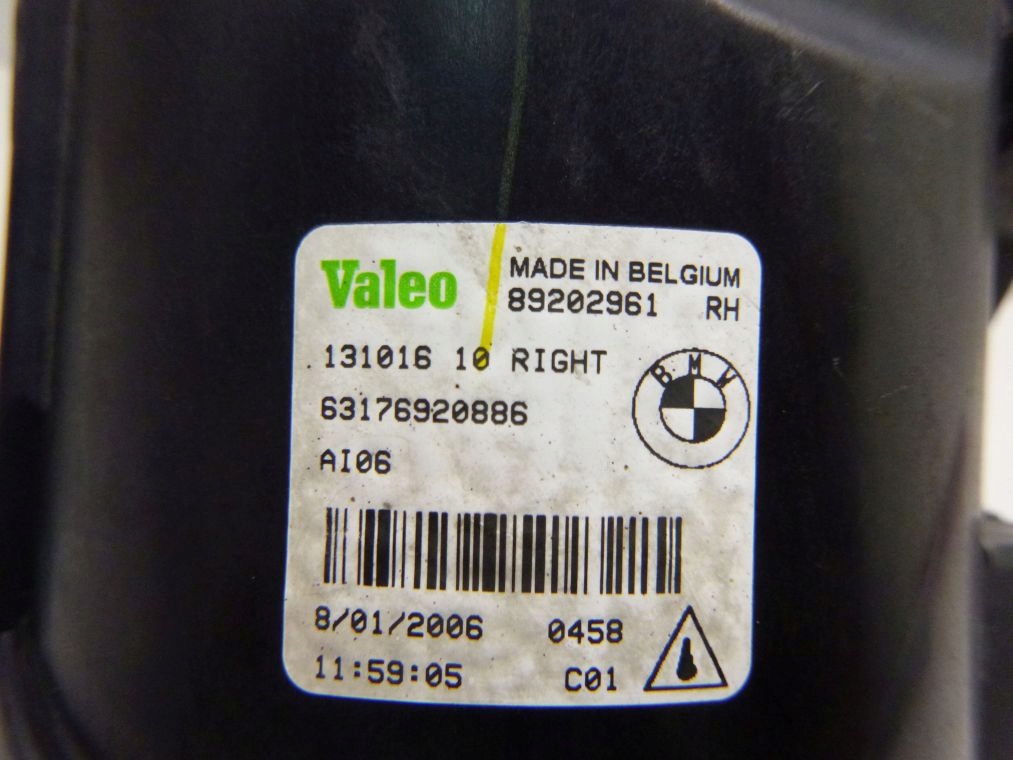 Valeo
MADE IN BELGIUM
89202961 RH
131016 10 RIGHT
BMW
63176920886
AI06
8/01/2006 0458
11:59:05 C01